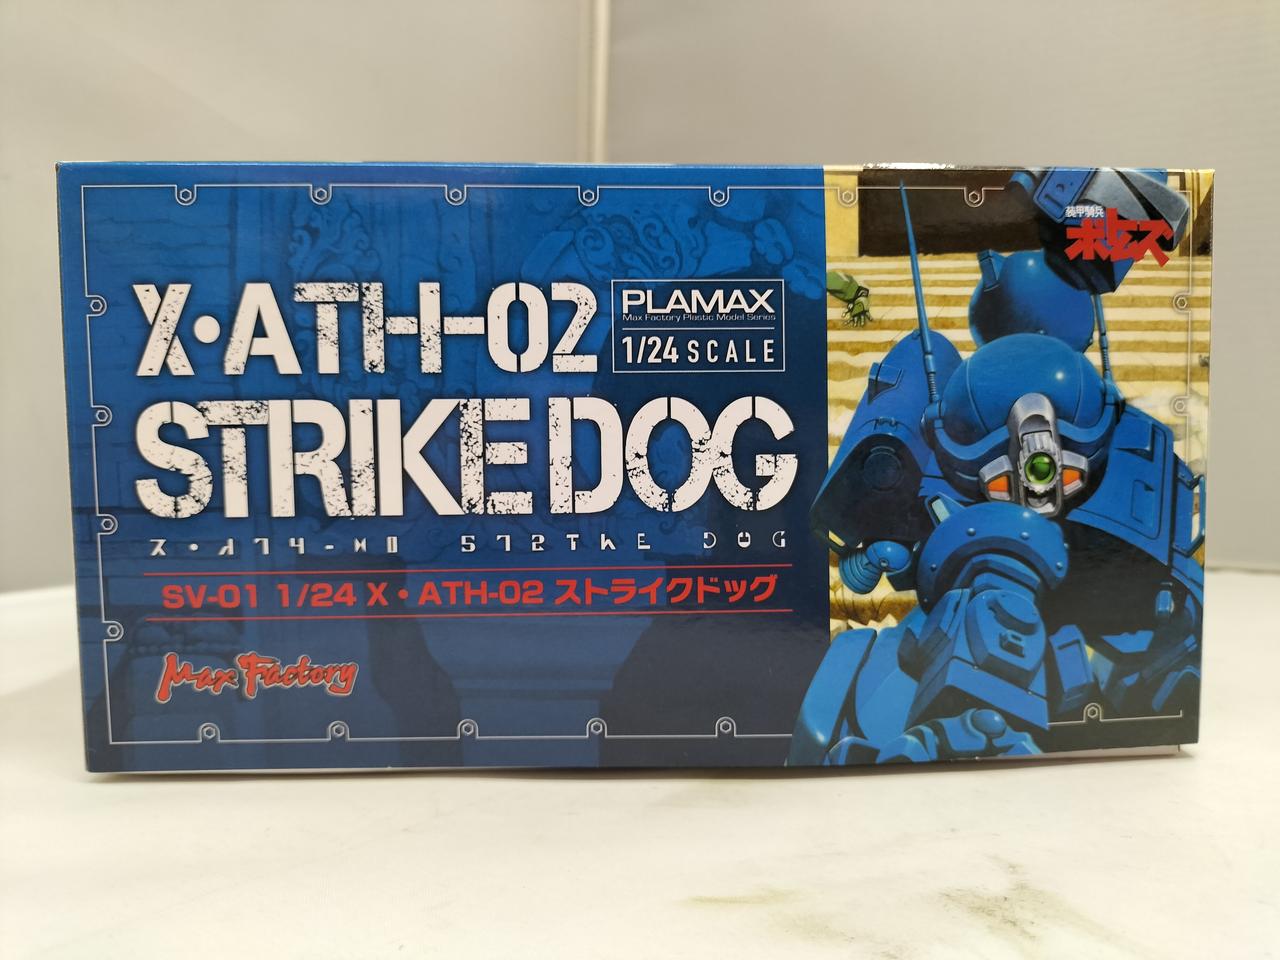 X・ATH-02
PLAMAX
Max Factory Plastic Model Series
1/24 SCALE
STRIKE DOG
SV-01 1/24 X・ATH-02 ストライクドッグ
Max Factory
装甲騎兵
ボトムズ